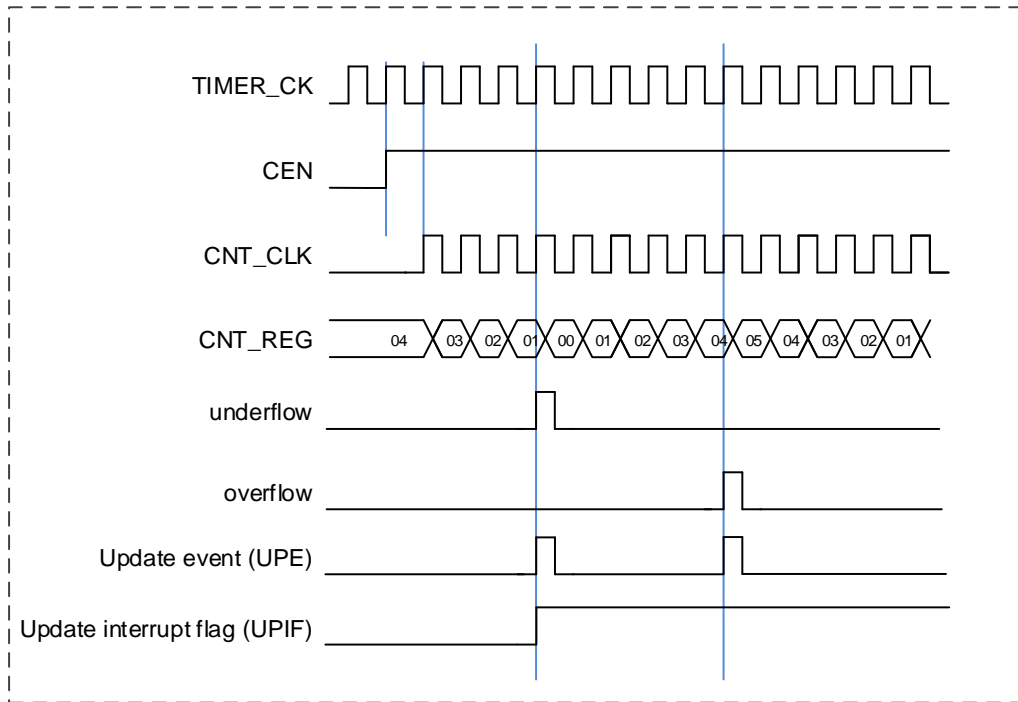 TIMER_CK
CEN
CNT_CLK
CNT_REG 04 03 02 01 00 01 02 03 04 05 04 03 02 01
underflow
overflow
Update event (UPE)
Update interrupt flag (UPIF)